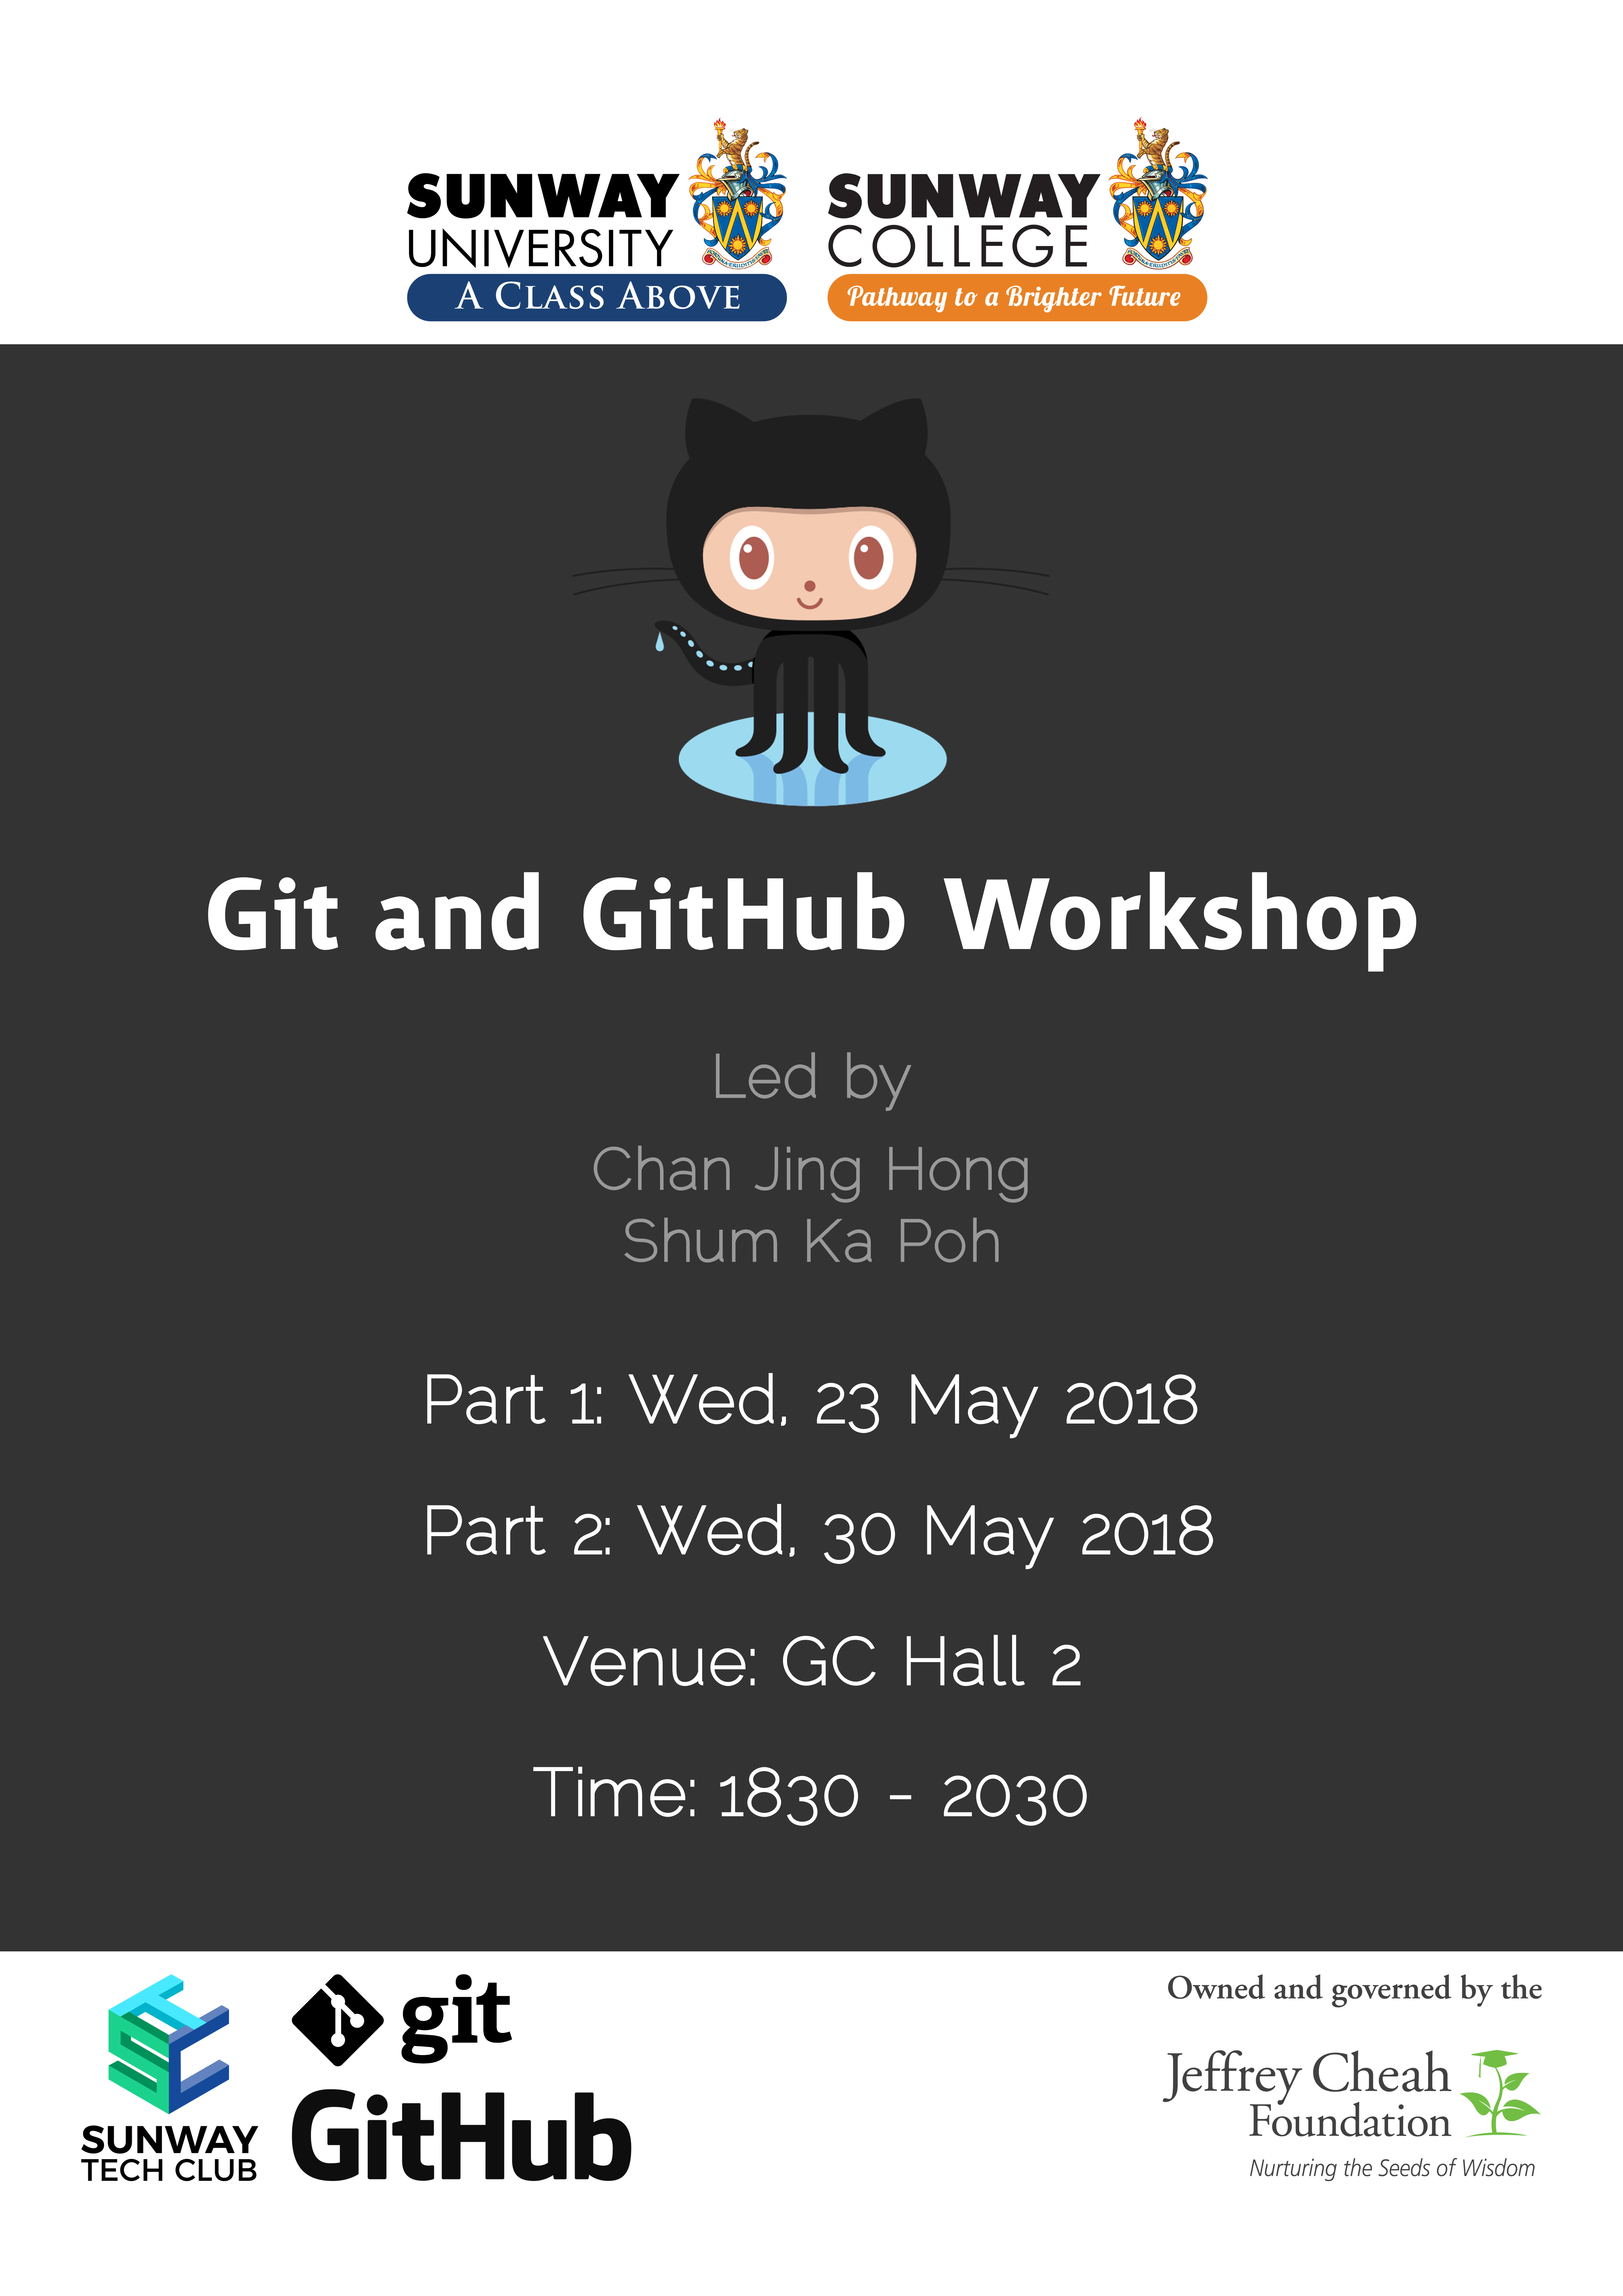 SUNWAY
UNIVERSITY
A CLASS ABOVE
SUNWAY
COLLEGE
Pathway to a Brighter Future
Git and GitHub Workshop
Led by
Chan Jing Hong
Shum Ka Poh
Part 1: Wed, 23 May 2018
Part 2: Wed, 30 May 2018
Venue: GC Hall 2
Time: 1830 - 2030
SUNWAY
TECH CLUB
git
GitHub
Owned and governed by the
Jeffrey Cheah
Foundation
Nurturing the Seeds of Wisdom